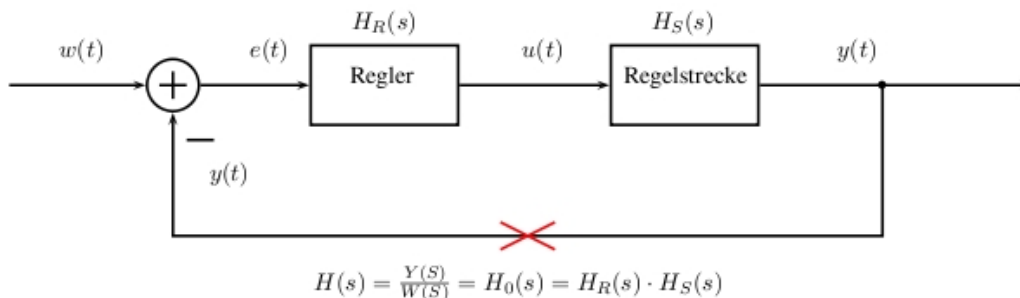 H_R(s) H_S(s)
w(t) e(t) u(t) y(t)
Regler Regelstrecke
+
−
y(t)
H(s) = Y(S)/W(S) = H_0(s) = H_R(s) · H_S(s)